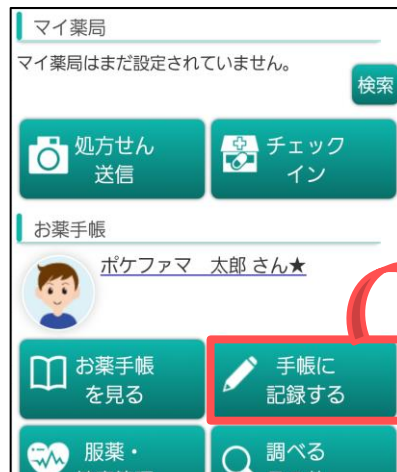 マイ薬局
マイ薬局はまだ設定されていません。
検索
処方せん
送信
チェック
イン
お薬手帳
ポケファマ 太郎 さん★
お薬手帳
を見る
手帳に
記録する
服薬・
調べる